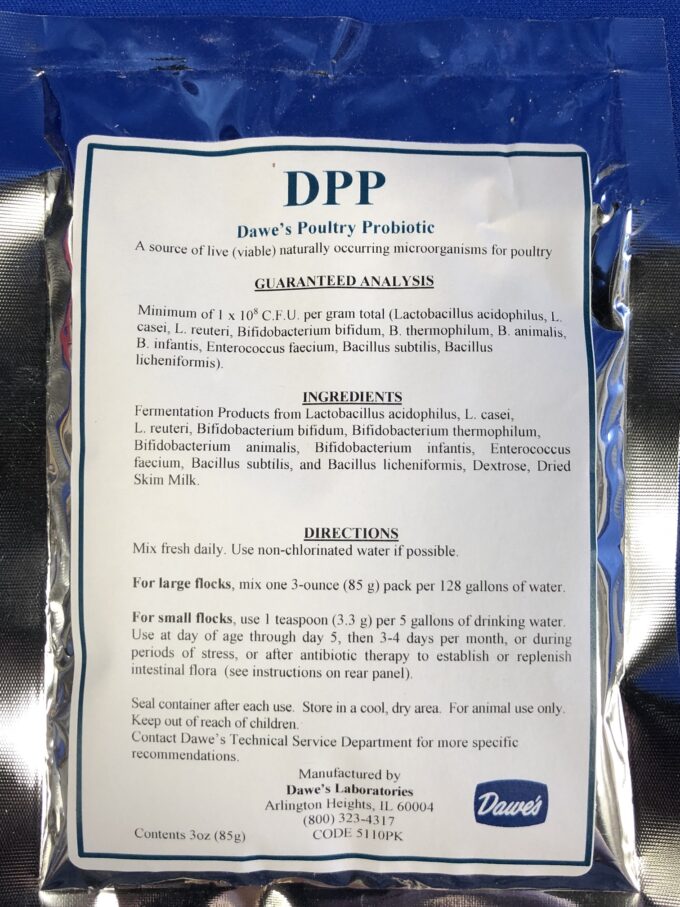 DPP
Dawe's Poultry Probiotic
A source of live (viable) naturally occurring microorganisms for poultry
GUARANTEED ANALYSIS
Minimum of 1 x 10⁸ C.F.U. per gram total (Lactobacillus acidophilus, L.
casei, L. reuteri, Bifidobacterium bifidum, B. thermophilum, B. animalis,
B. infantis, Enterococcus faecium, Bacillus subtilis, Bacillus
licheniformis).
INGREDIENTS
Fermentation Products from Lactobacillus acidophilus, L. casei,
L. reuteri, Bifidobacterium bifidum, Bifidobacterium thermophilum,
Bifidobacterium animalis, Bifidobacterium infantis, Enterococcus
faecium, Bacillus subtilis, and Bacillus licheniformis, Dextrose, Dried
Skim Milk.
DIRECTIONS
Mix fresh daily. Use non-chlorinated water if possible.
For large flocks, mix one 3-ounce (85 g) pack per 128 gallons of water.
For small flocks, use 1 teaspoon (3.3 g) per 5 gallons of drinking water.
Use at day of age through day 5, then 3-4 days per month, or during
periods of stress, or after antibiotic therapy to establish or replenish
intestinal flora (see instructions on rear panel).
Seal container after each use. Store in a cool, dry area. For animal use only.
Keep out of reach of children.
Contact Dawe's Technical Service Department for more specific
recommendations.
Manufactured by
Dawe's Laboratories
Arlington Heights, IL 60004
(800) 323-4317
Contents 3oz (85g) CODE 5110PK
Dawe's